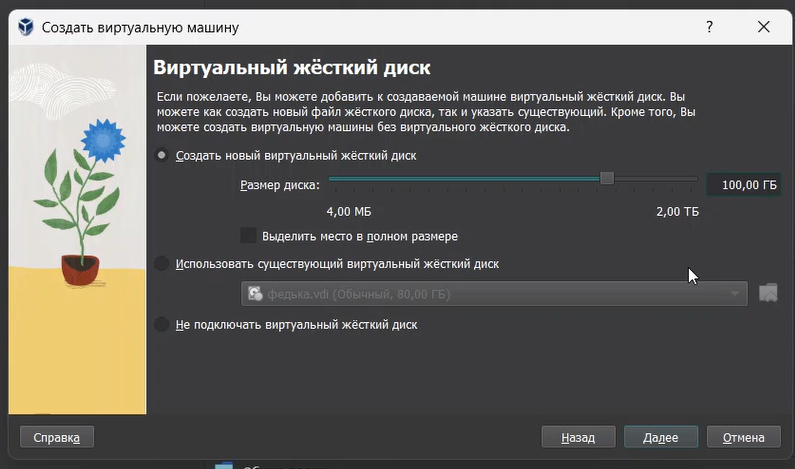 Создать виртуальную машину
?
Виртуальный жёсткий диск
Если пожелаете, Вы можете добавить к создаваемой машине виртуальный жёсткий диск. Вы
можете как создать новый файл жёсткого диска, так и указать существующий. Кроме того, Вы
можете создать виртуальную машины без виртуального жёсткого диска.
Создать новый виртуальный жёсткий диск
Размер диска:
100,00 ГБ
4,00 МБ
2,00 ТБ
Выделить место в полном размере
Использовать существующий виртуальный жёсткий диск
федька.vdi (Обычный, 80,00 ГБ)
Не подключать виртуальный жёсткий диск
Справка
Назад
Далее
Отмена